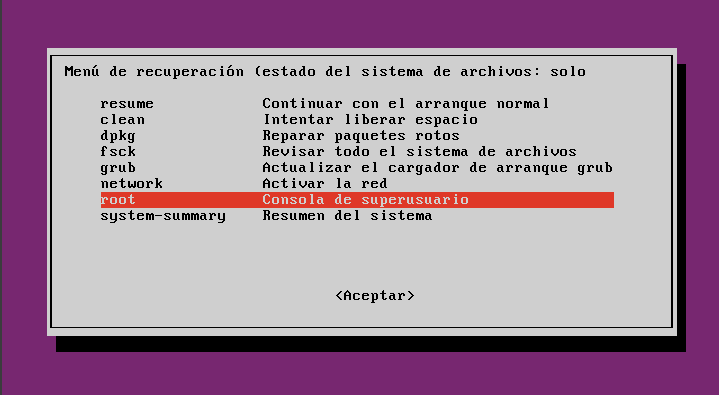 Menú de recuperación (estado del sistema de archivos: solo
resume Continuar con el arranque normal
clean Intentar liberar espacio
dpkg Reparar paquetes rotos
fsck Revisar todo el sistema de archivos
grub Actualizar el cargador de arranque grub
network Activar la red
root Consola de superusuario
system-summary Resumen del sistema
<Aceptar>